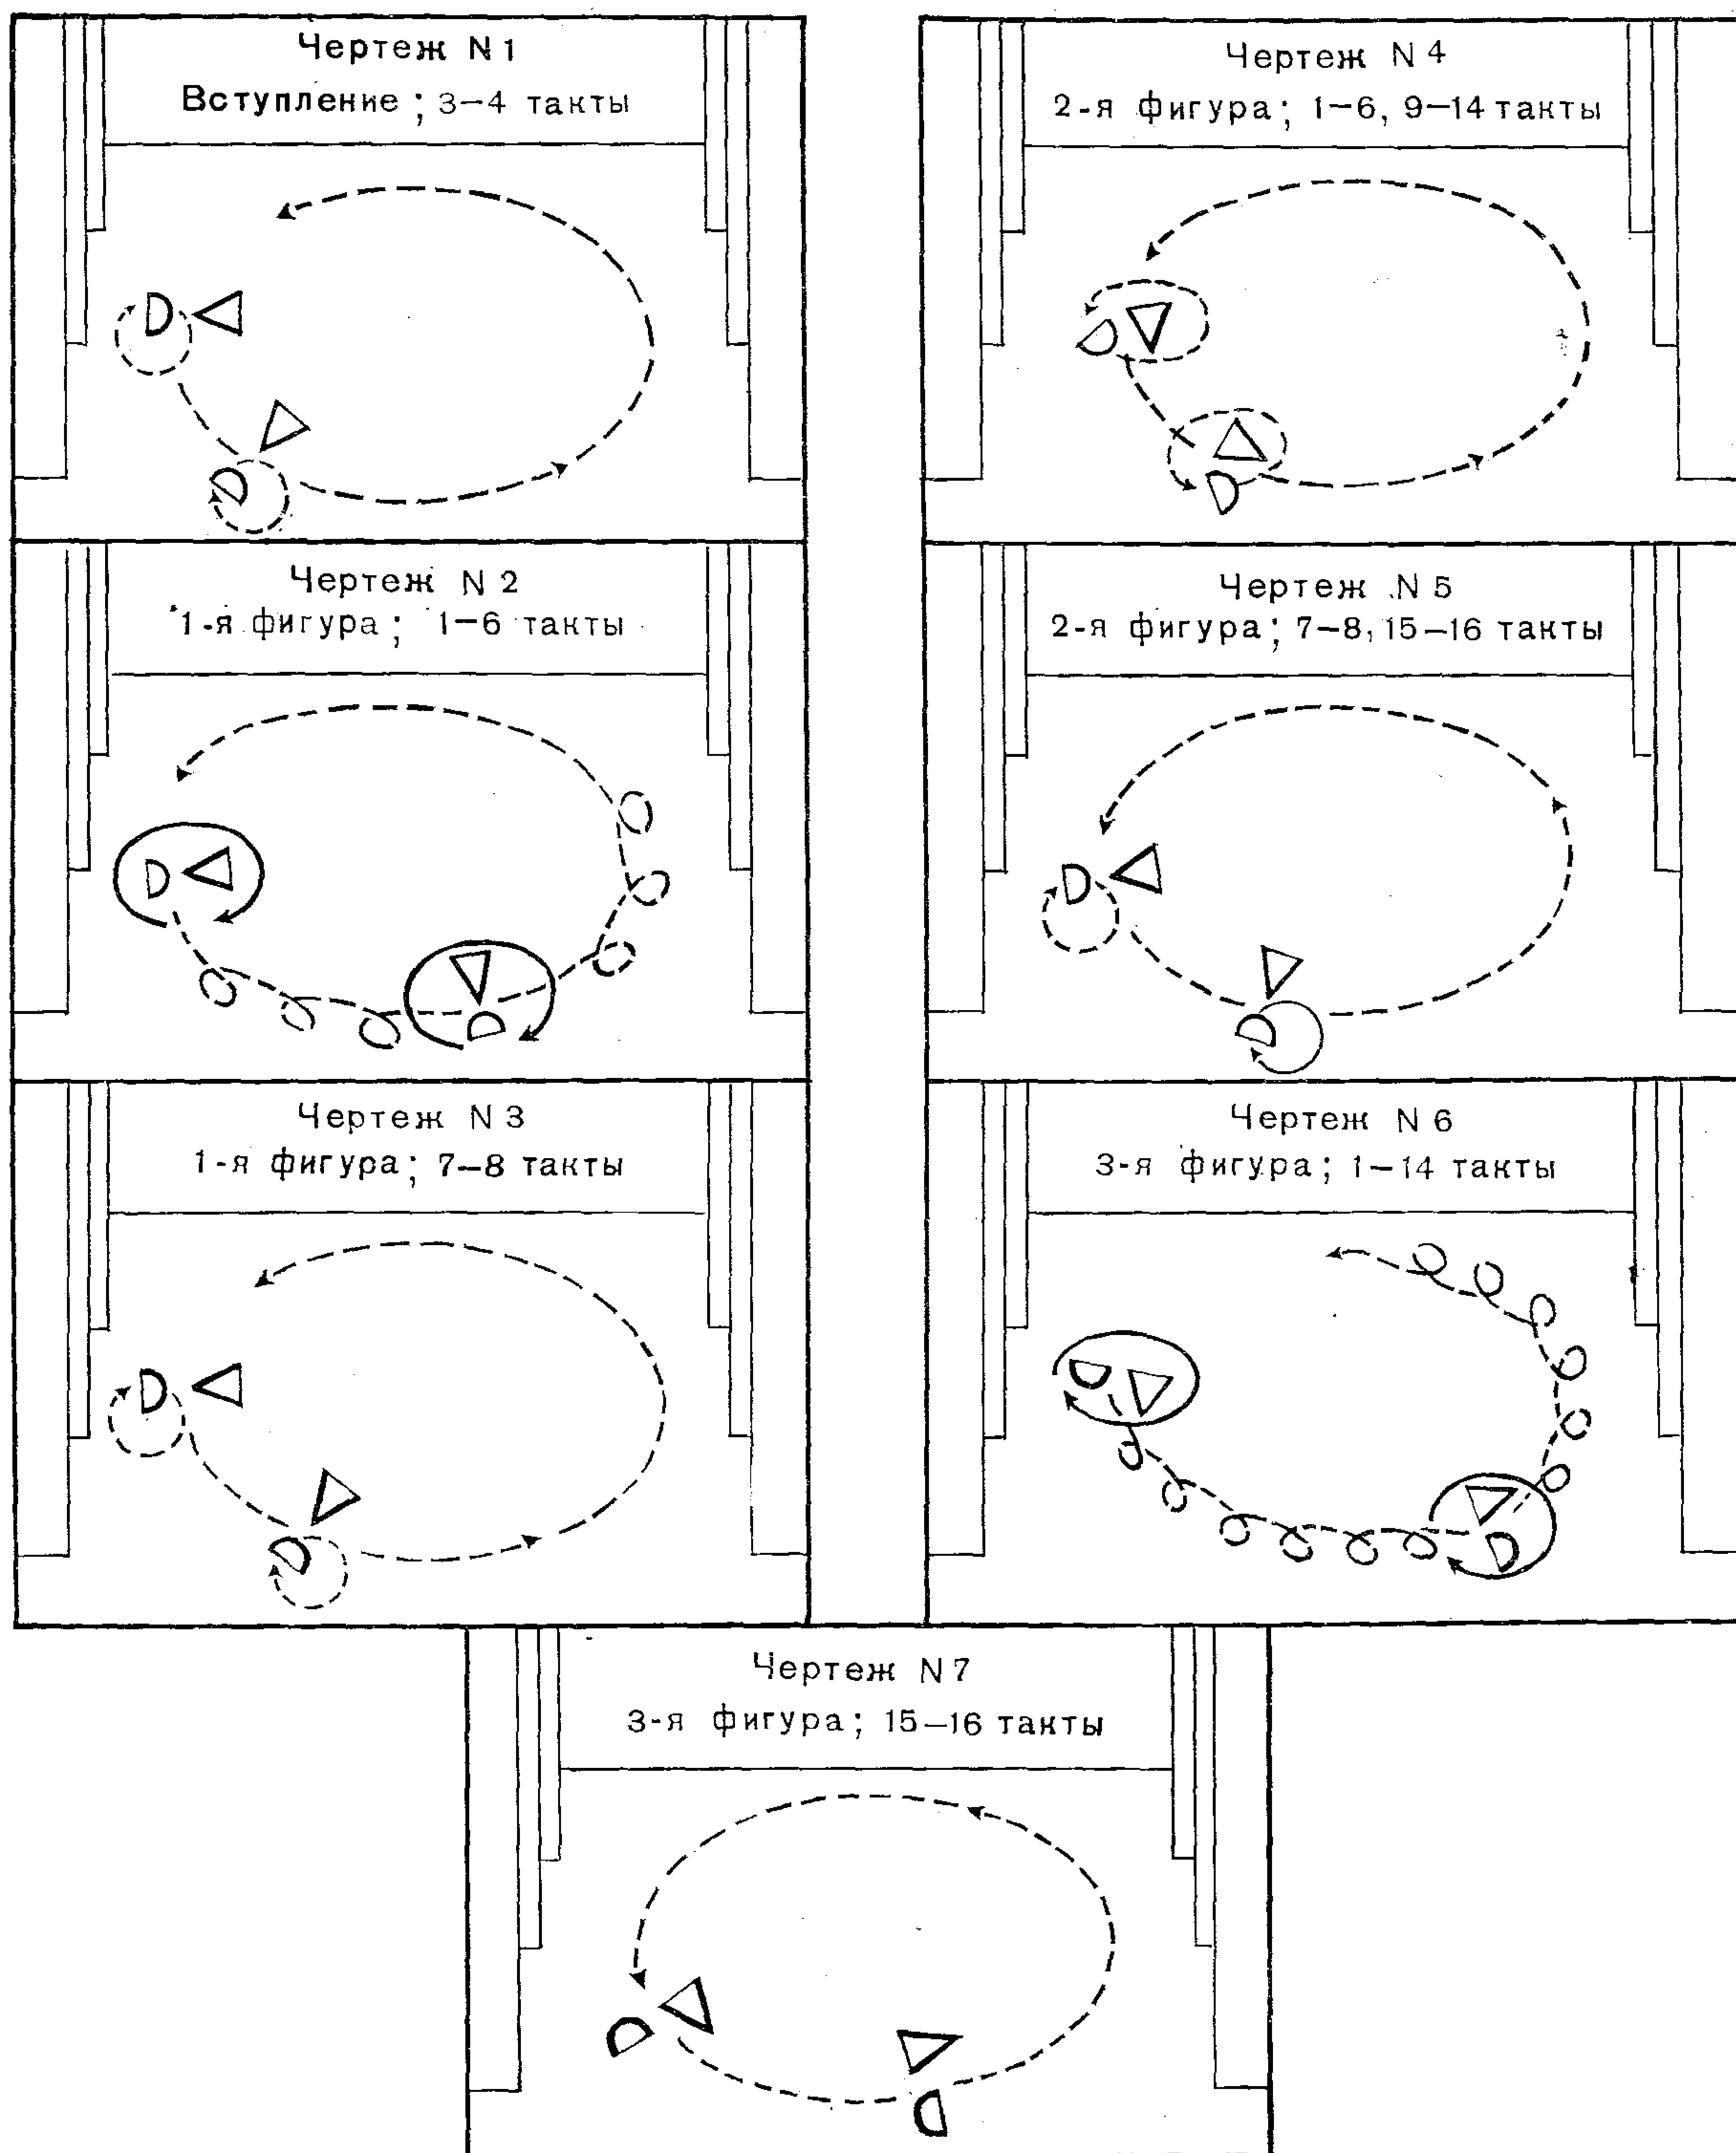 Чертеж N 1
Вступление ; 3–4 такты
Чертеж N 2
1-я фигура ; 1–6 такты
Чертеж N 3
1-я фигура ; 7–8 такты
Чертеж N 4
2-я фигура ; 1–6, 9–14 такты
Чертеж N 5
2-я фигура ; 7–8, 15–16 такты
Чертеж N 6
3-я фигура ; 1–14 такты
Чертеж N 7
3-я фигура ; 15–16 такты